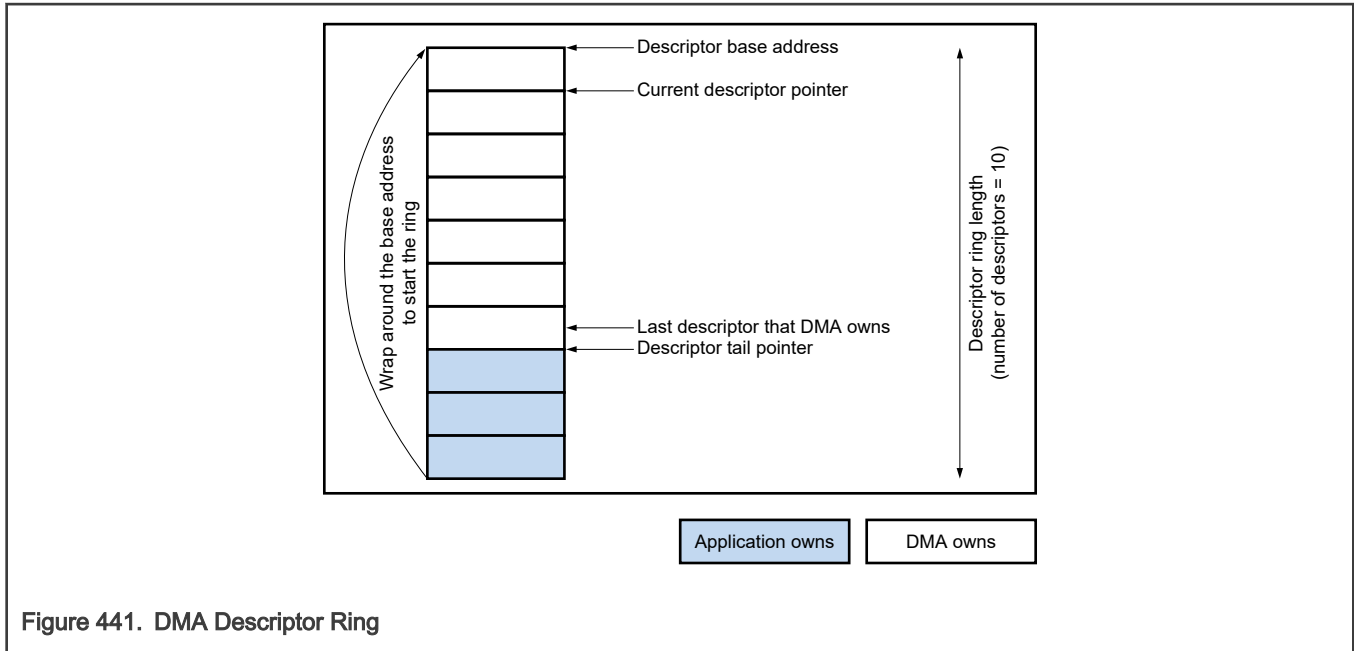 Descriptor base address
Current descriptor pointer
Wrap around the base address
to start the ring
Descriptor ring length
(number of descriptors = 10)
Last descriptor that DMA owns
Descriptor tail pointer
Application owns
DMA owns
Figure 441. DMA Descriptor Ring